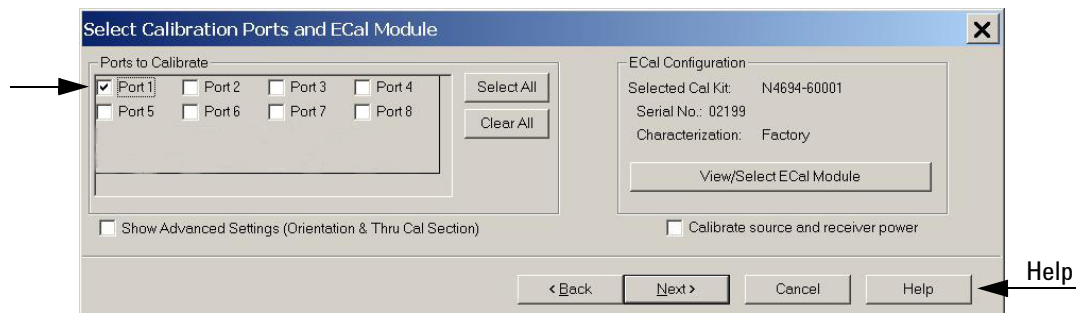 Select Calibration Ports and ECal Module
Ports to Calibrate
Port 1 Port 2 Port 3 Port 4
Port 5 Port 6 Port 7 Port 8
Select All
Clear All
Show Advanced Settings (Orientation & Thru Cal Section)
ECal Configuration
Selected Cal Kit: N4694-60001
Serial No.: 02199
Characterization: Factory
View/Select ECal Module
Calibrate source and receiver power
< Back Next > Cancel Help
Help